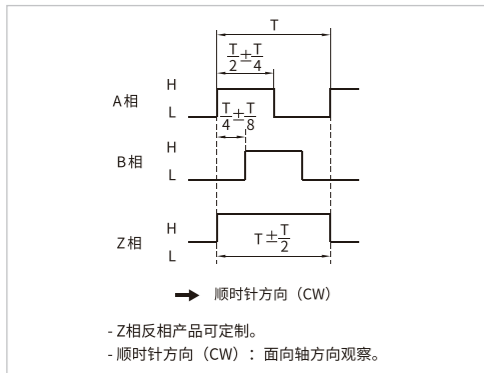 T
T/2 ± T/4
H
A相
L
T/4 ± T/8
H
B相
L
H
Z相
T ± T/2
L
顺时针方向（CW）
- Z相反相产品可定制。
- 顺时针方向（CW）：面向轴方向观察。